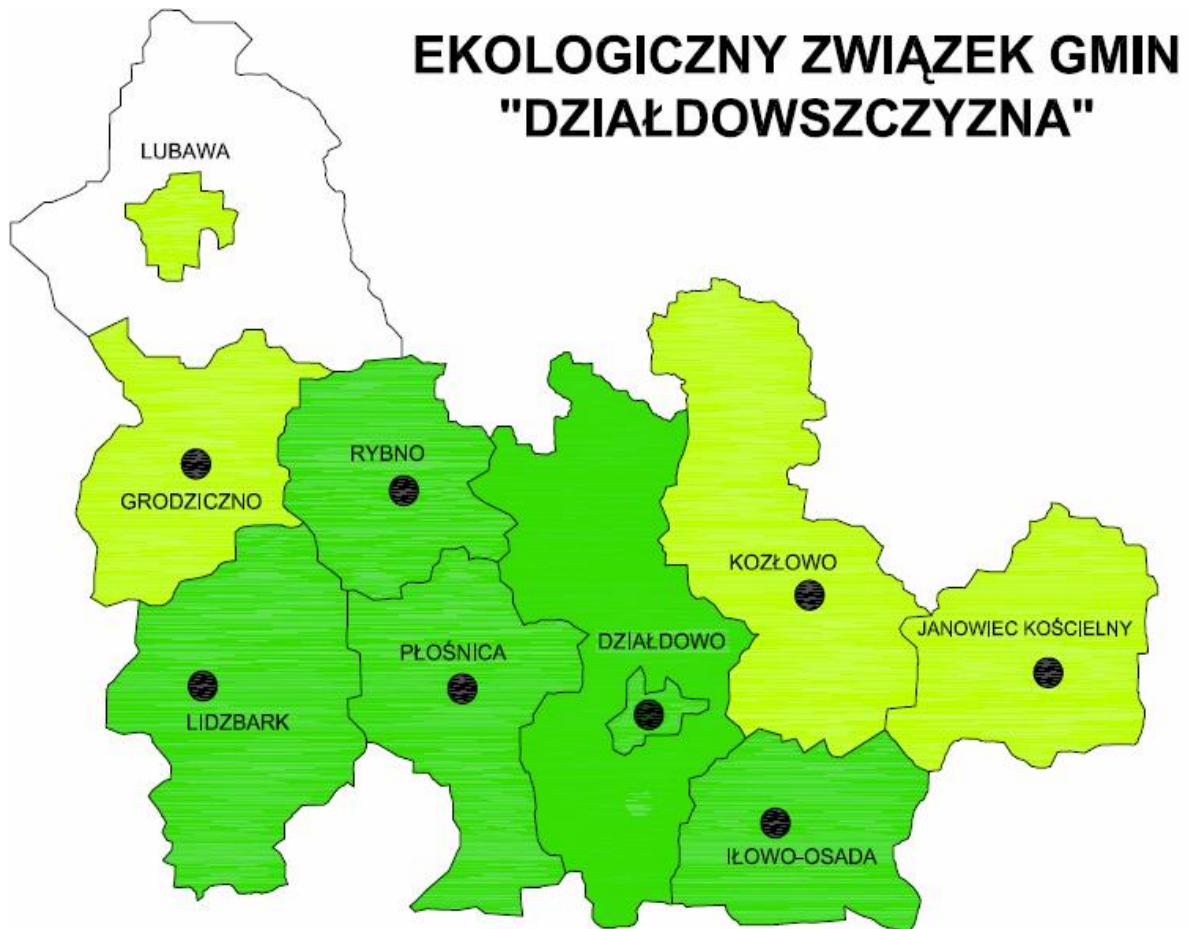 EKOLOGICZNY ZWIĄZEK GMIN
"DZIAŁDOWSZCZYZNA"
LUBAWA
RYBNO
GRODZICZNO
KOZŁOWO
JANOWIEC KOŚCIELNY
DZIAŁDOWO
PŁOŚNICA
LIDZBARK
IŁOWO-OSADA